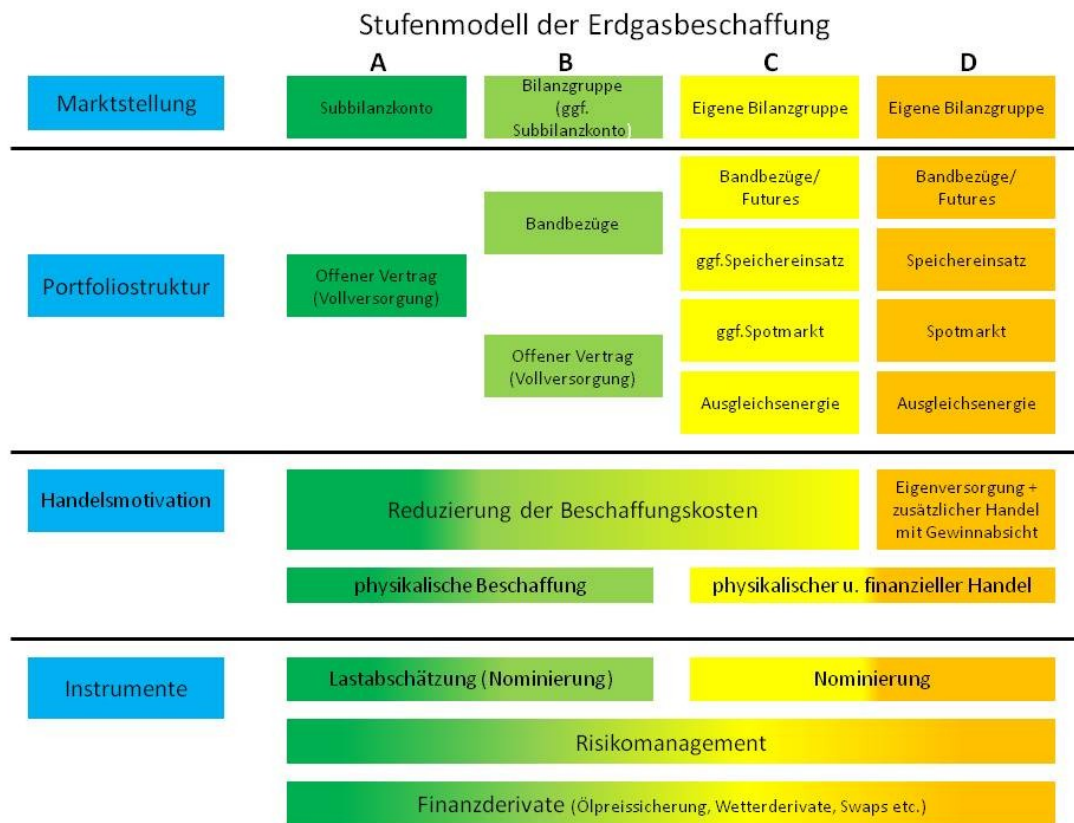 Stufenmodell der Erdgasbeschaffung
A B C D
Marktstellung
Subbilanzkonto
Bilanzgruppe
(ggf.
Subbilanzkonto)
Eigene Bilanzgruppe
Eigene Bilanzgruppe
Portfoliostruktur
Offener Vertrag
(Vollversorgung)
Bandbezüge
Offener Vertrag
(Vollversorgung)
Bandbezüge/
Futures
ggf.Speichereinsatz
ggf.Spotmarkt
Ausgleichsenergie
Bandbezüge/
Futures
Speichereinsatz
Spotmarkt
Ausgleichsenergie
Handelsmotivation
Reduzierung der Beschaffungskosten
Eigenversorgung +
zusätzlicher Handel
mit Gewinnabsicht
physikalische Beschaffung
physikalischer u. finanzieller Handel
Instrumente
Lastabschätzung (Nominierung)
Nominierung
Risikomanagement
Finanzderivate (Ölpreissicherung, Wetterderivate, Swaps etc.)